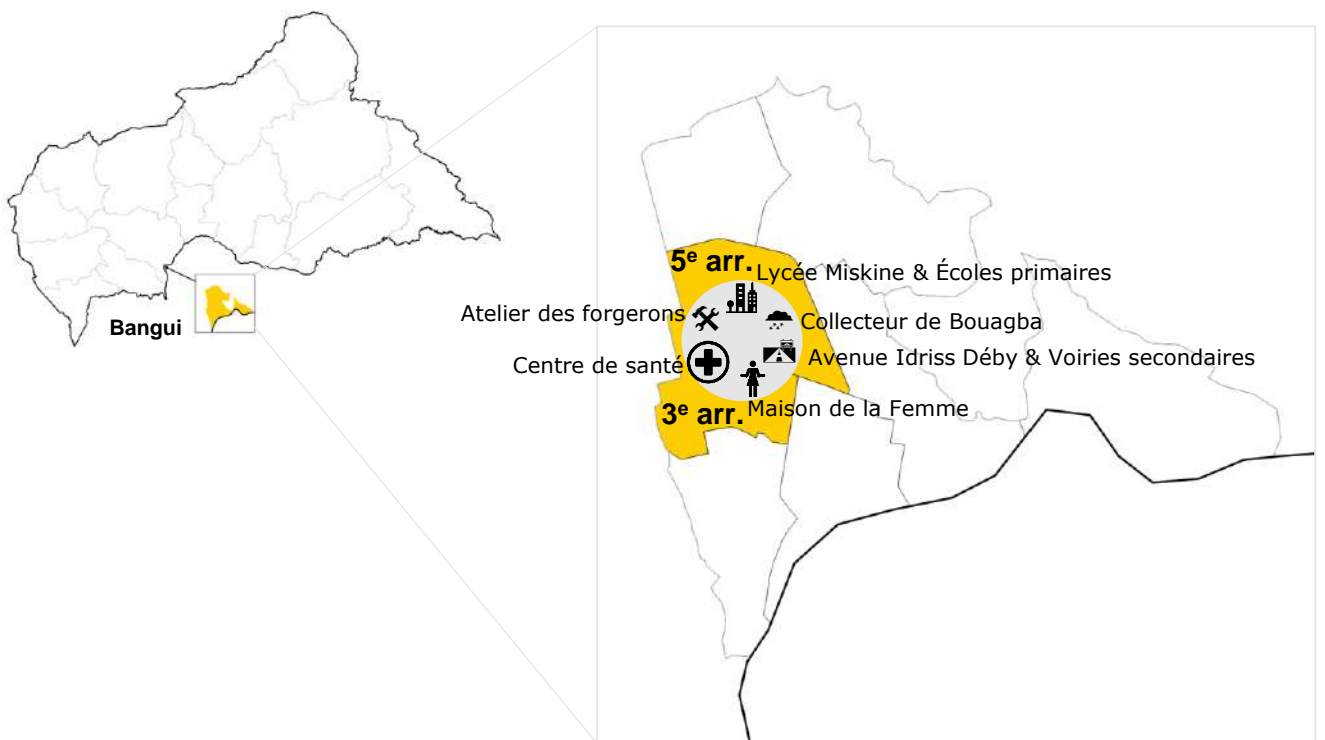 5e arr.
Lycée Miskine & Écoles primaires
Atelier des forgerons
Collecteur de Bouagba
Bangui
Centre de santé
Avenue Idriss Déby & Voiries secondaires
3e arr.
Maison de la Femme